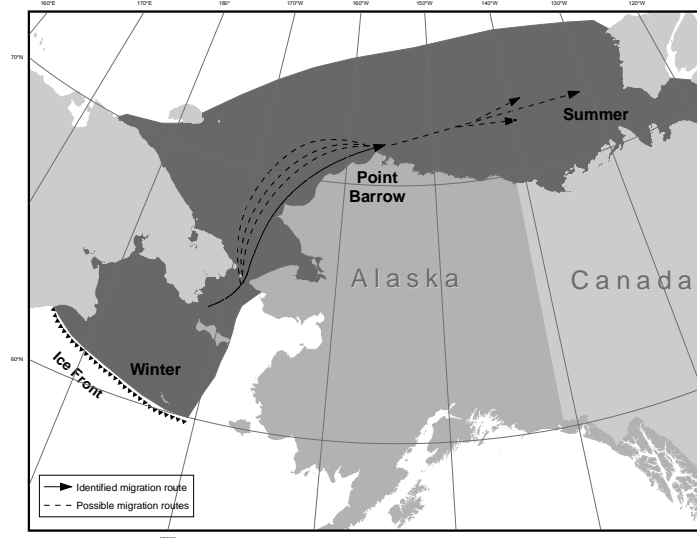 160°E
170°E
180°
170°W
160°W
150°W
140°W
130°W
120°W
70°N
Summer
Point
Barrow
Alaska
Canada
60°N
Ice Front
Winter
Identified migration route
Possible migration routes